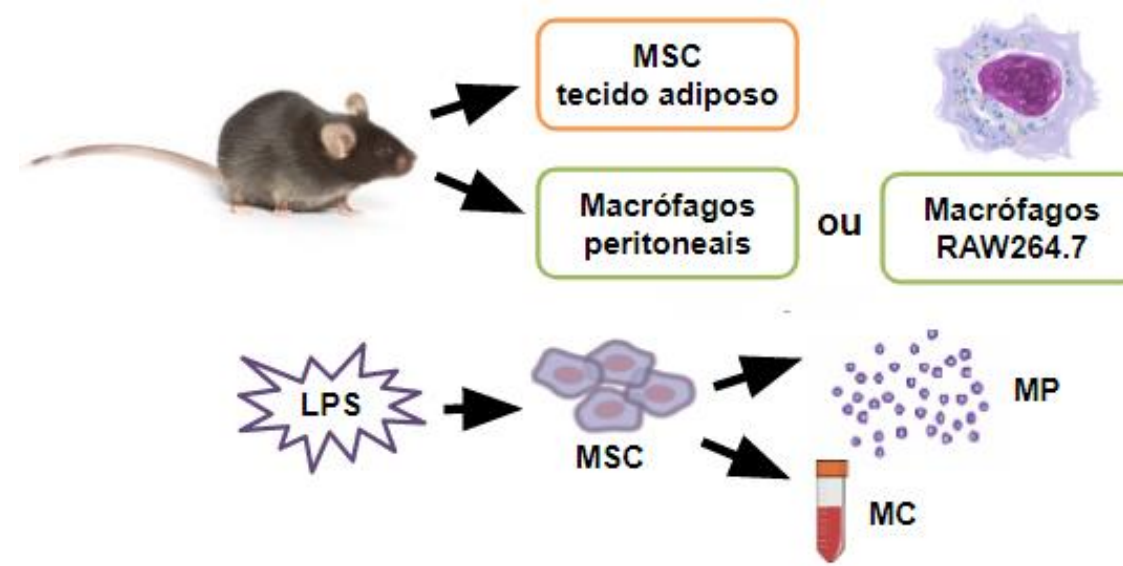 MSC
tecido adiposo
Macrófagos
peritoneais
ou
Macrófagos
RAW264.7
LPS
MSC
MP
MC